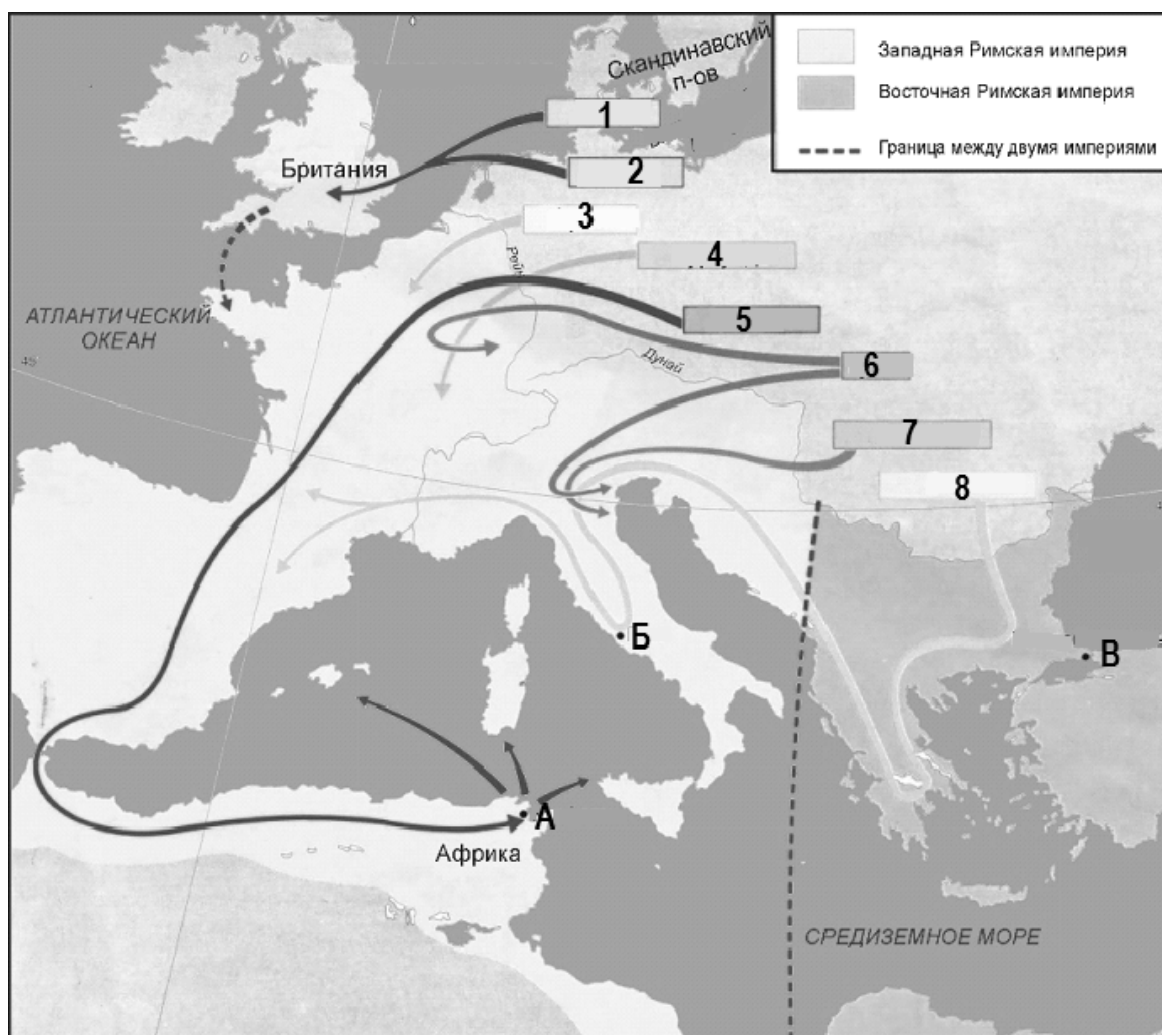 Западная Римская империя
Восточная Римская империя
Граница между двумя империями
Скандинавский
п-ов
1
Британия
2
3
Рейн
4
АТЛАНТИЧЕСКИЙ
ОКЕАН
5
Дунай
6
7
8
Б
В
А
Африка
СРЕДИЗЕМНОЕ МОРЕ